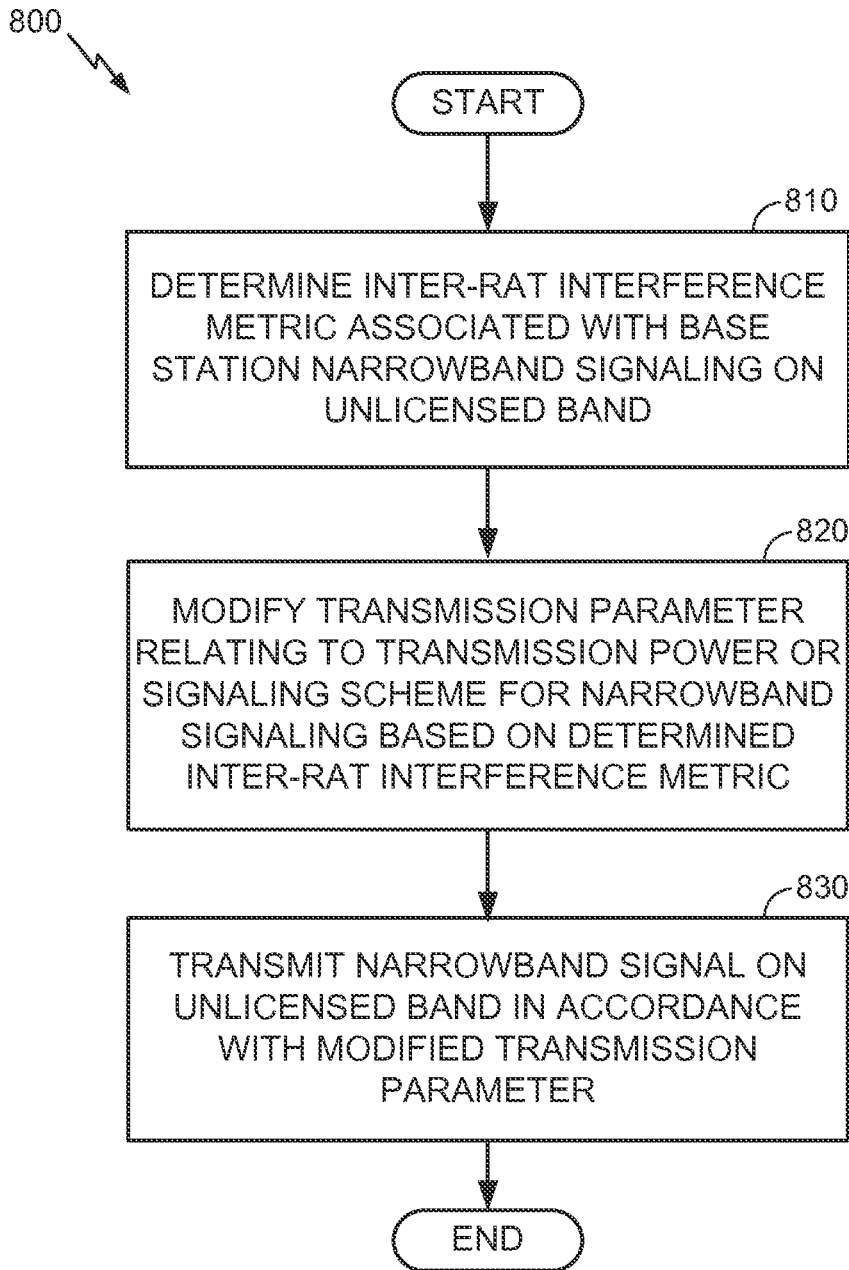 800
START
810
DETERMINE INTER-RAT INTERFERENCE
METRIC ASSOCIATED WITH BASE
STATION NARROWBAND SIGNALING ON
UNLICENSED BAND
820
MODIFY TRANSMISSION PARAMETER
RELATING TO TRANSMISSION POWER OR
SIGNALING SCHEME FOR NARROWBAND
SIGNALING BASED ON DETERMINED
INTER-RAT INTERFERENCE METRIC
830
TRANSMIT NARROWBAND SIGNAL ON
UNLICENSED BAND IN ACCORDANCE
WITH MODIFIED TRANSMISSION
PARAMETER
END